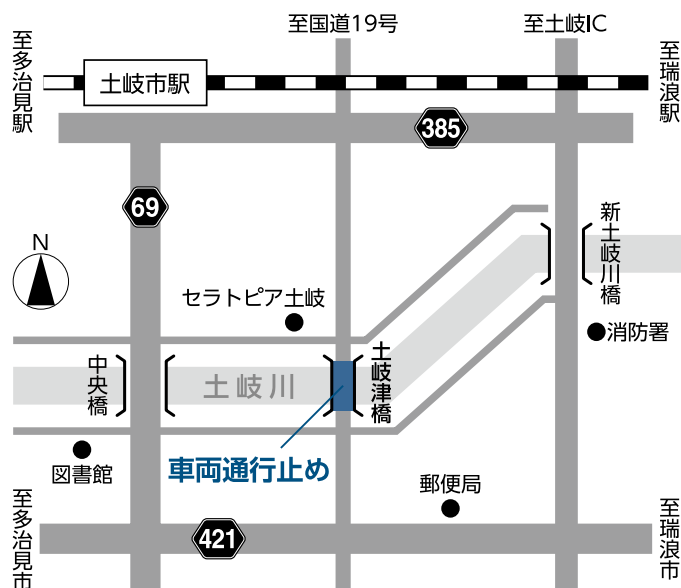 至国道19号
至土岐IC
至多治見駅
土岐市駅
至瑞浪駅
385
69
新土岐川橋
N
セラトピア土岐
消防署
中央橋
土岐川
土岐津橋
図書館
車両通行止め
郵便局
至多治見市
421
至瑞浪市